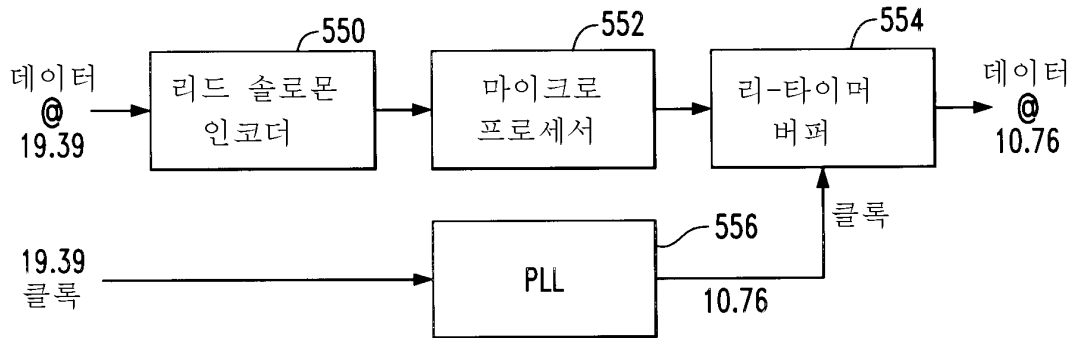 550
552
554
데이터
@
19.39
리드 솔로몬
인코더
마이크로
프로세서
리-타이머
버퍼
데이터
@
10.76
클록
556
19.39
클록
PLL
10.76